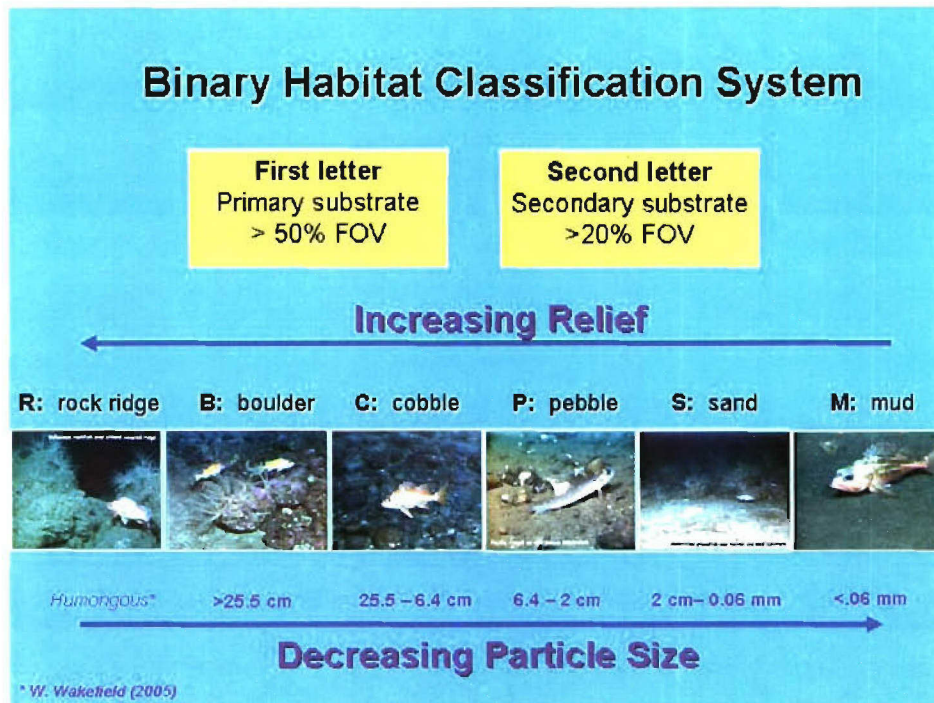 Binary Habitat Classification System
First letter
Primary substrate
> 50% FOV
Second letter
Secondary substrate
>20% FOV
Increasing Relief
R: rock ridge
B: boulder
C: cobble
P: pebble
S: sand
M: mud
Humongous*
>25.5 cm
25.5 – 6.4 cm
6.4 – 2 cm
2 cm– 0.06 mm
<.06 mm
Decreasing Particle Size
* W. Wakefield (2005)